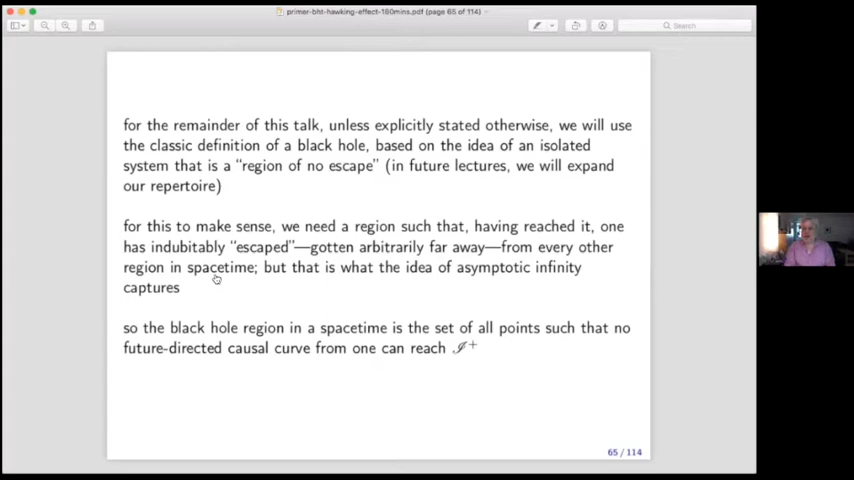 primer-bht-hawking-effect-180mins.pdf (page 65 of 114)
Search
for the remainder of this talk, unless explicitly stated otherwise, we will use
the classic definition of a black hole, based on the idea of an isolated
system that is a “region of no escape” (in future lectures, we will expand
our repertoire)
for this to make sense, we need a region such that, having reached it, one
has indubitably “escaped”—gotten arbitrarily far away—from every other
region in spacetime; but that is what the idea of asymptotic infinity
captures
so the black hole region in a spacetime is the set of all points such that no
future-directed causal curve from one can reach ℐ⁺
65 / 114